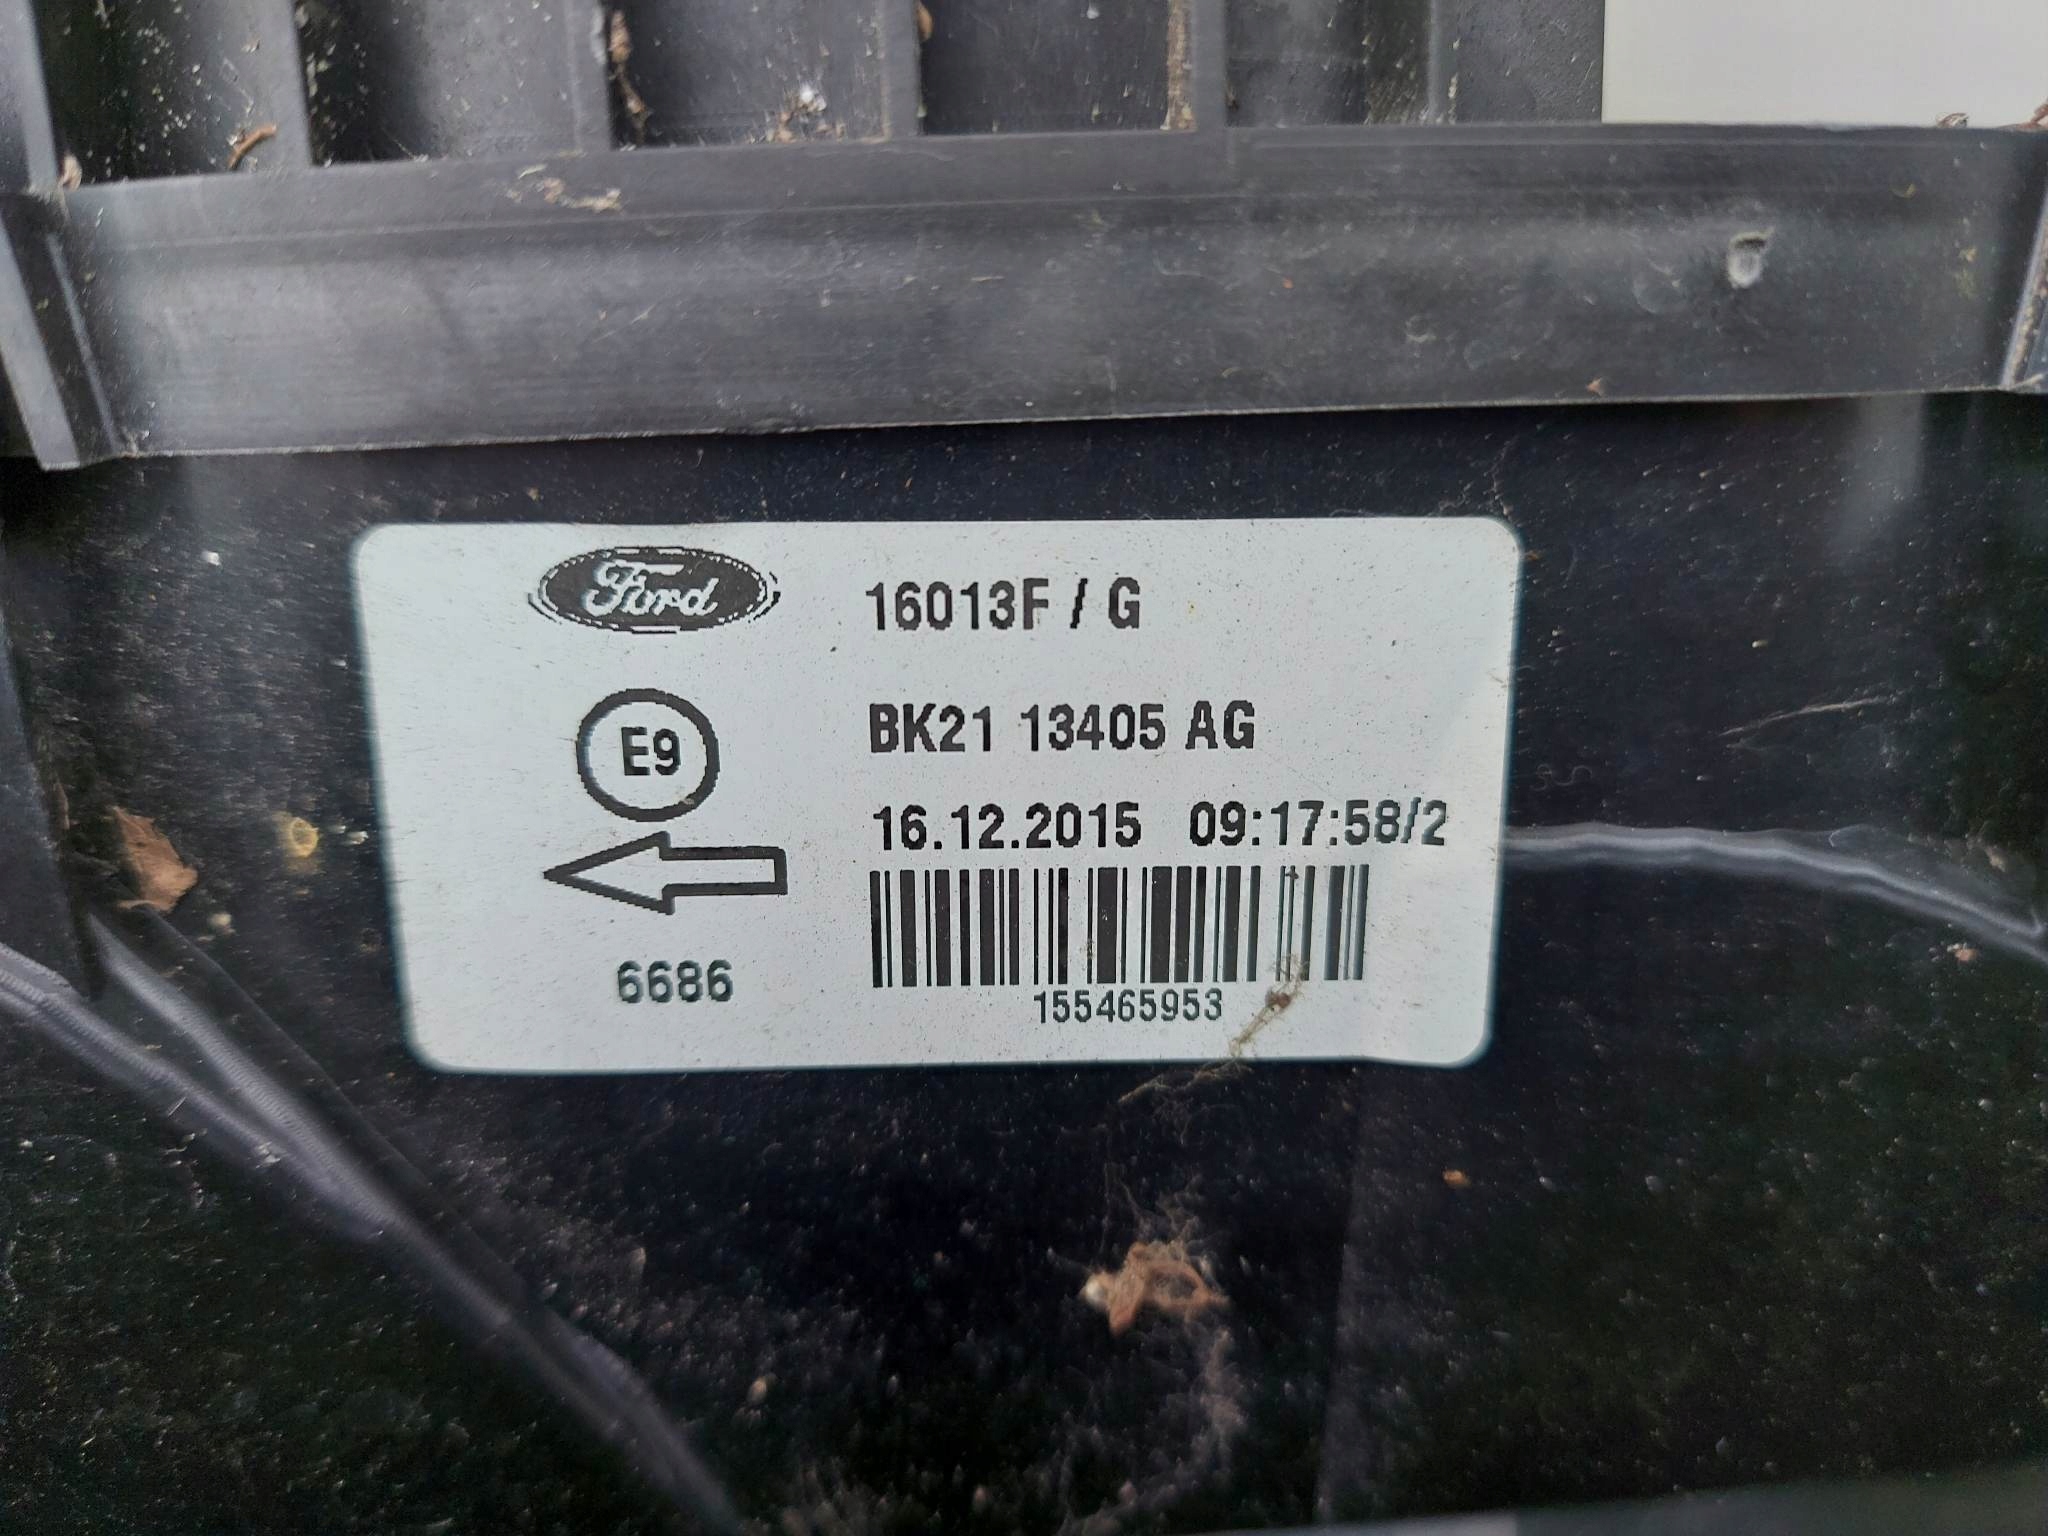 Ford
16013F / G
E9
BK21 13405 AG
16.12.2015 09:17:58/2
6686
155465953